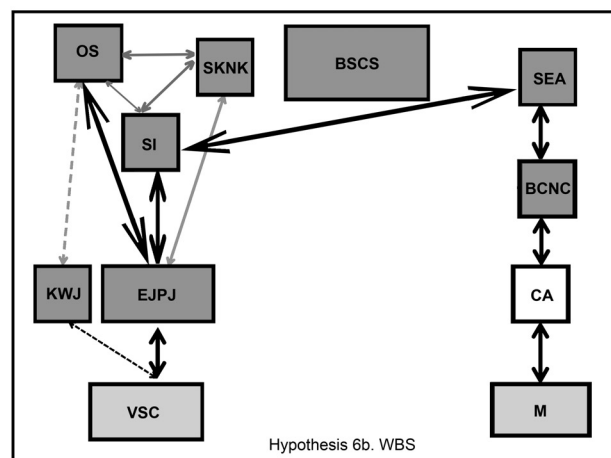 OS
SKNK
BSCS
SEA
SI
BCNC
KWJ
EJPJ
CA
VSC
M
Hypothesis 6b. WBS